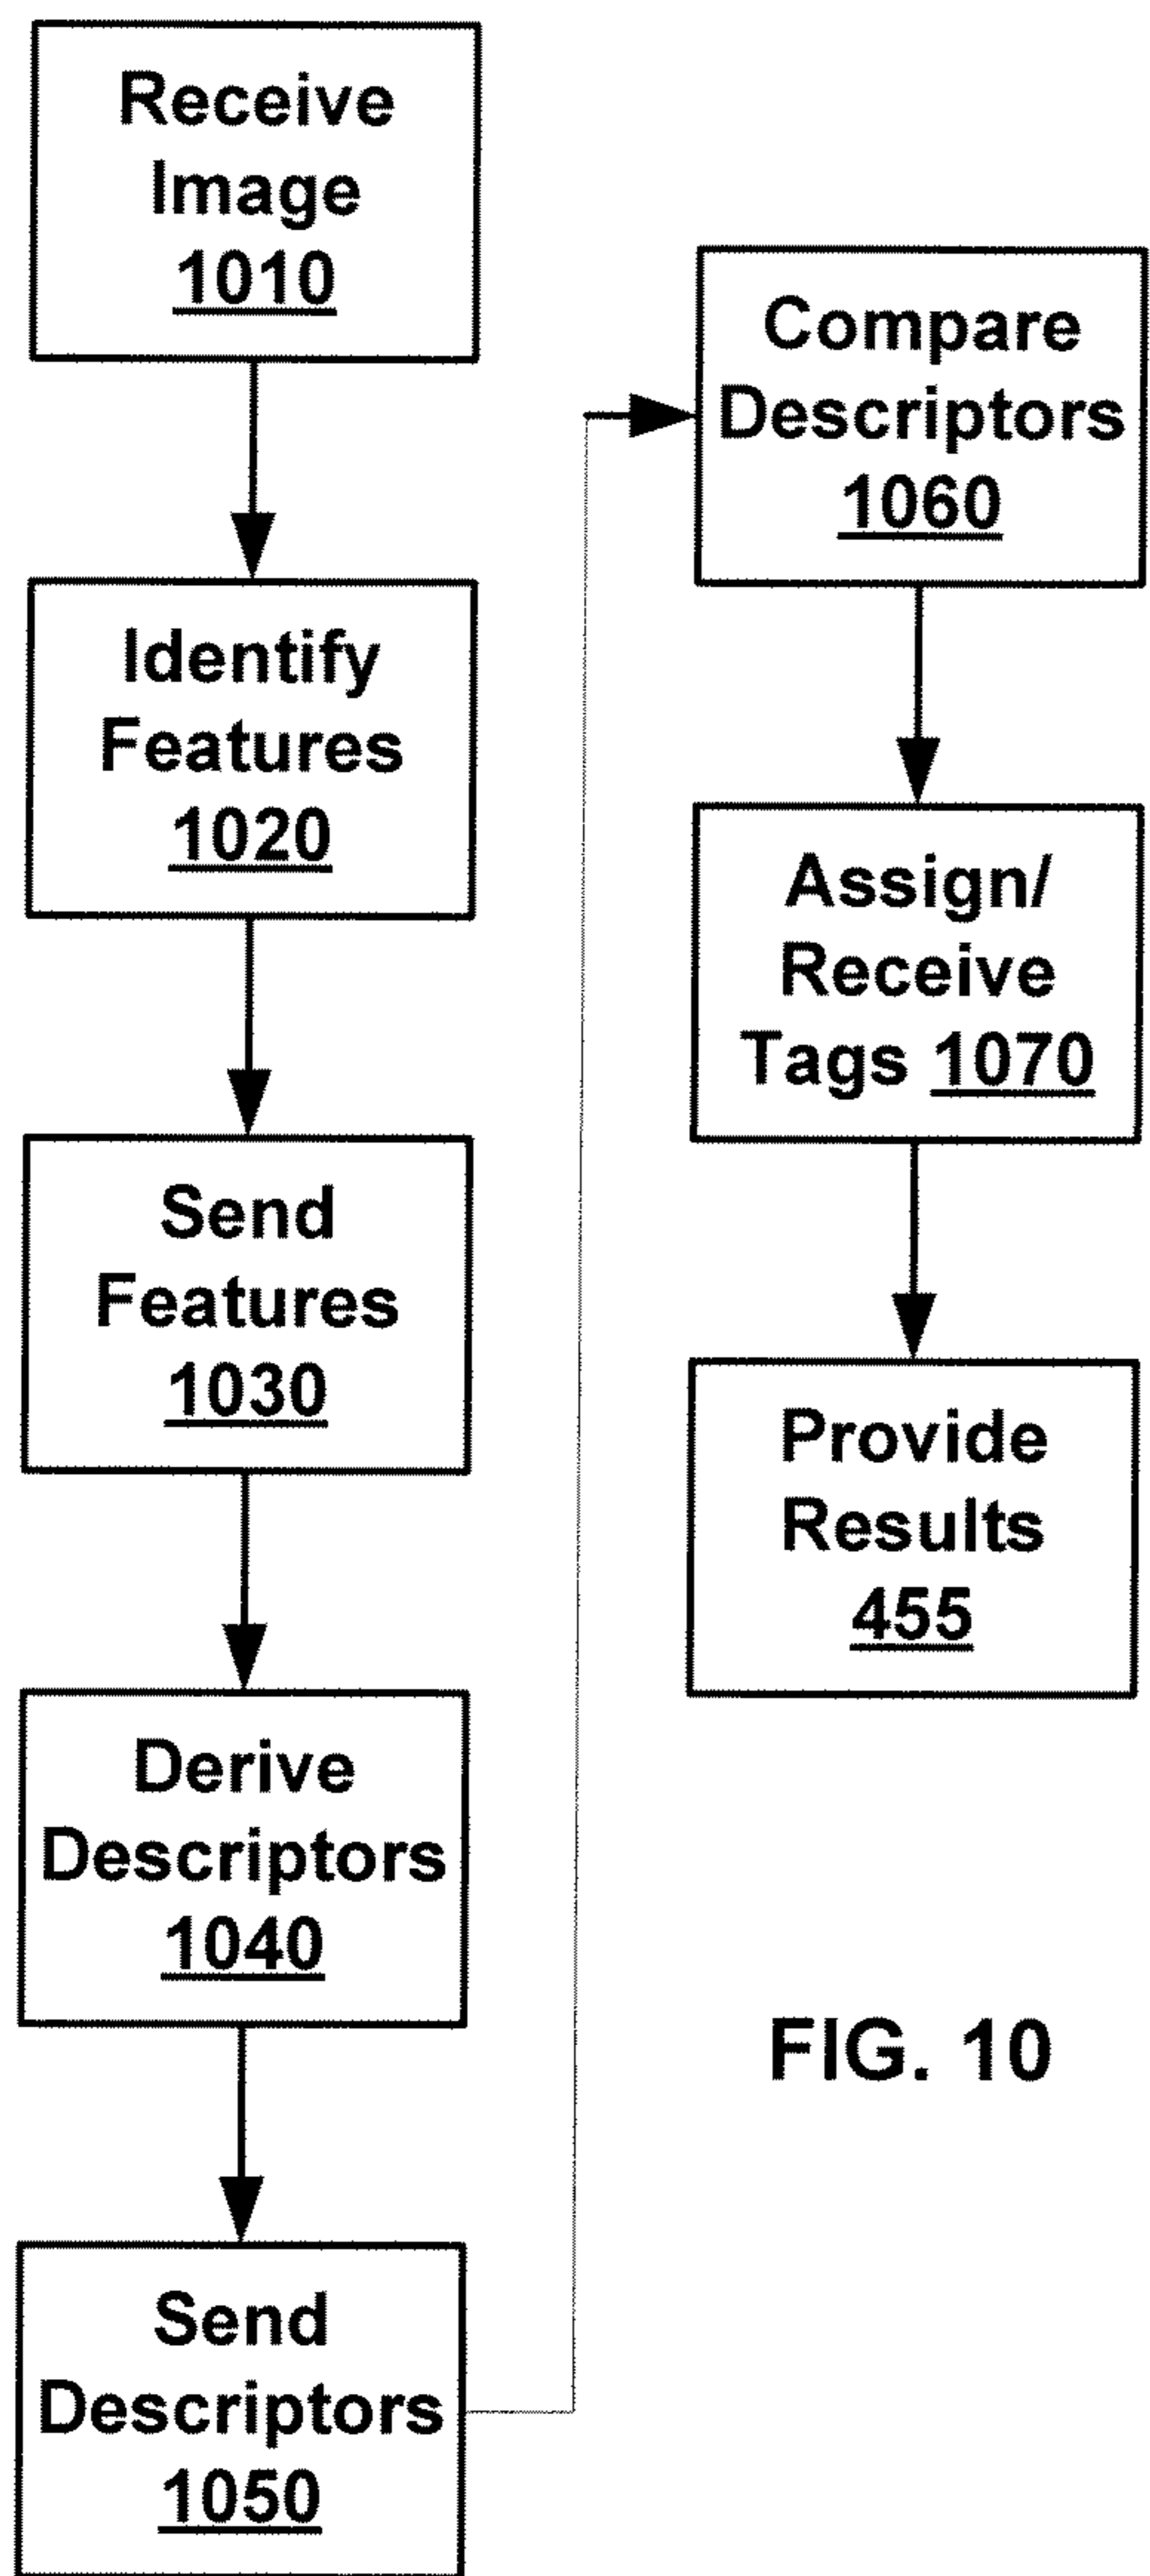 Receive
Image
1010
Identify
Features
1020
Send
Features
1030
Derive
Descriptors
1040
Send
Descriptors
1050
Compare
Descriptors
1060
Assign/
Receive
Tags 1070
Provide
Results
455
FIG. 10